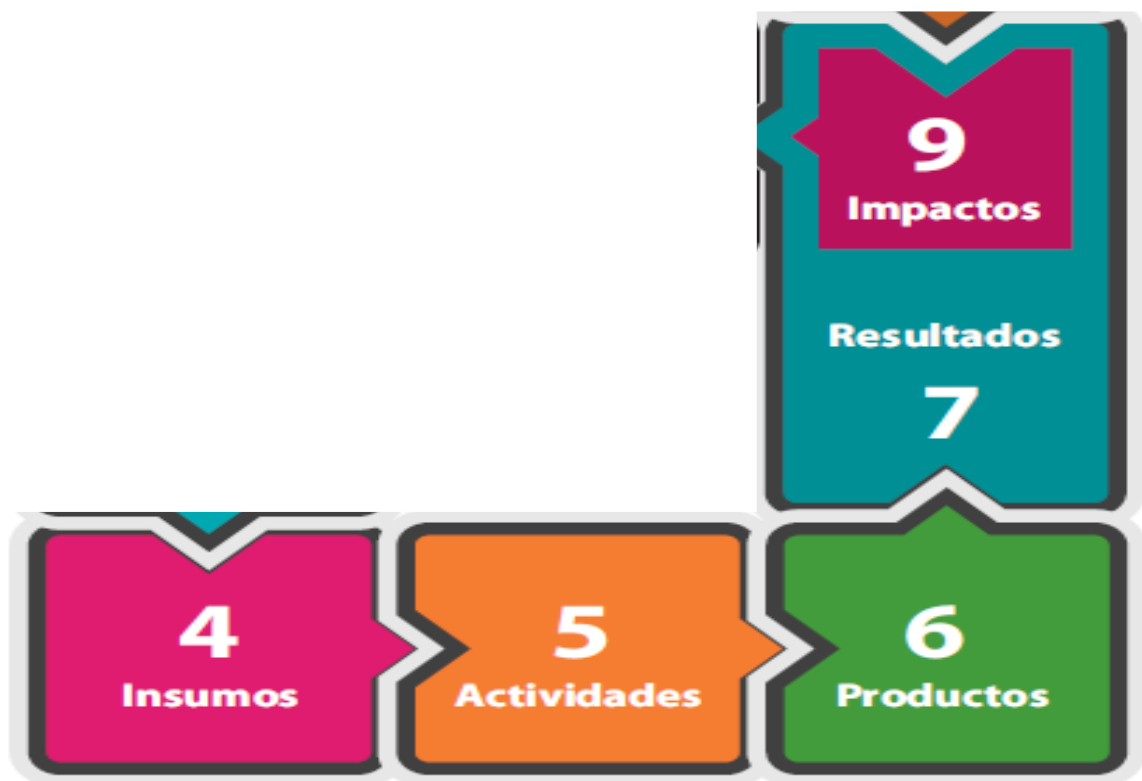 9
Impactos
Resultados
7
4
Insumos
5
Actividades
6
Productos